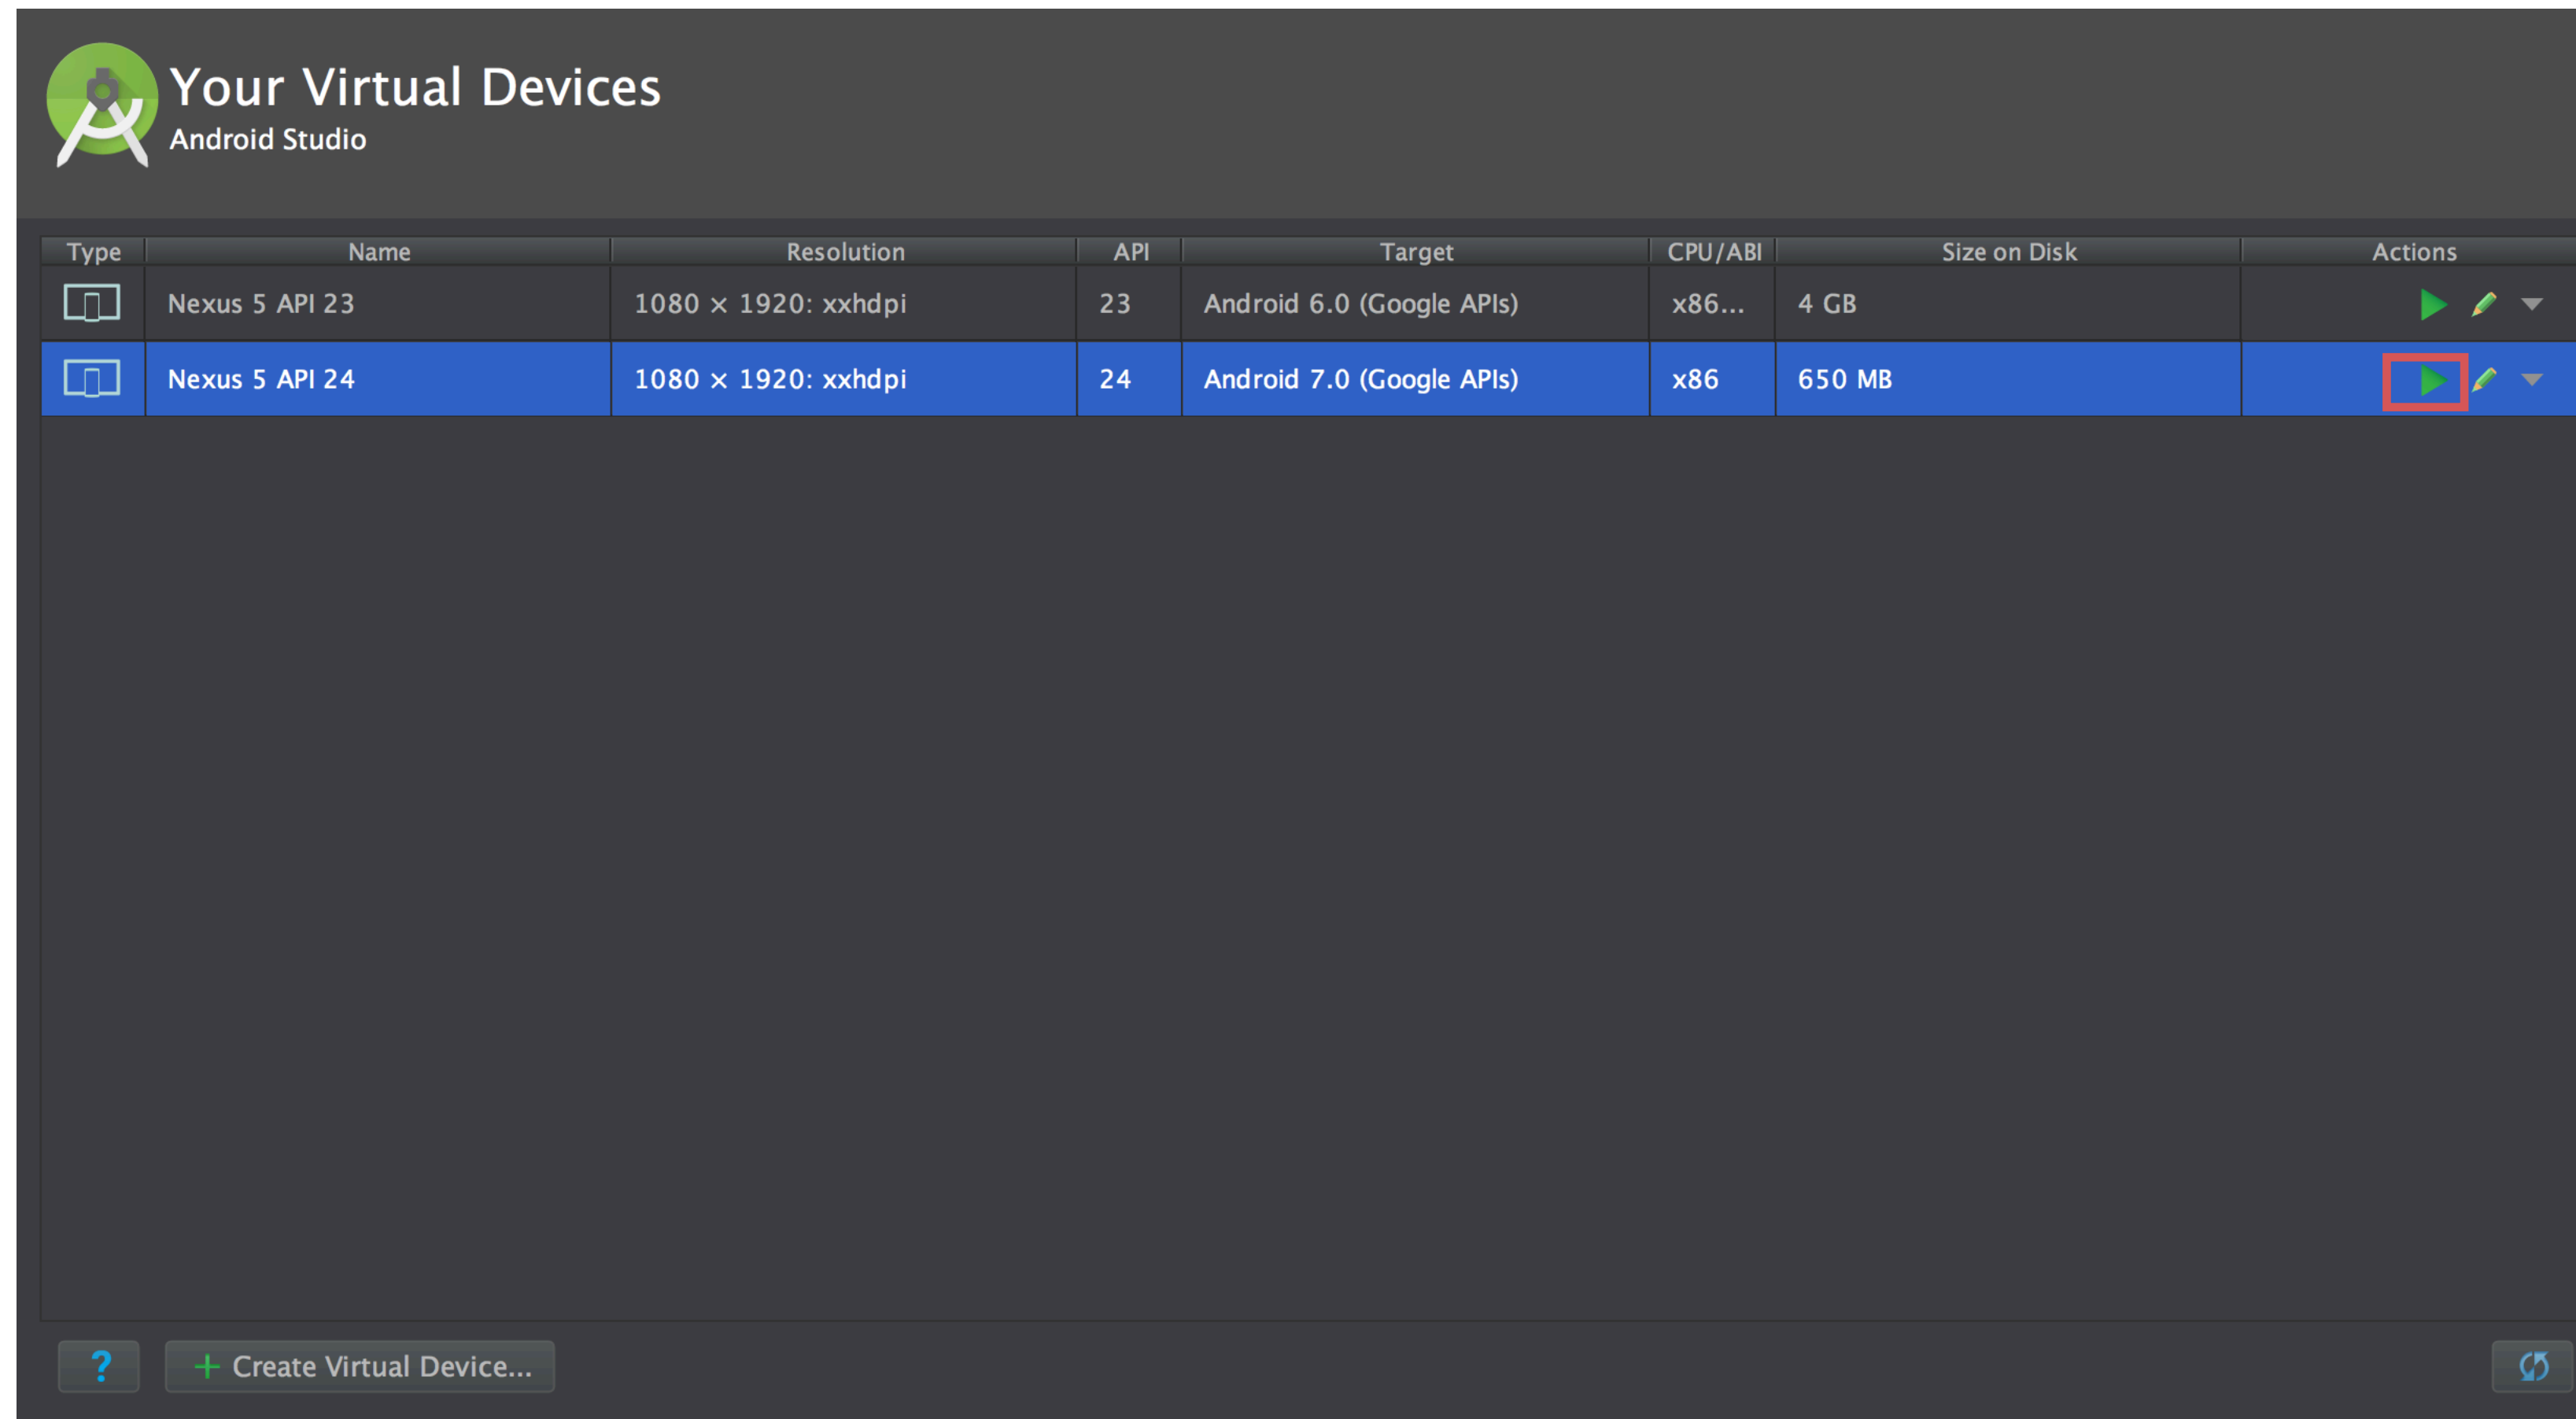 Your Virtual Devices
Android Studio
Type Name Resolution API Target CPU/ABI Size on Disk Actions
Nexus 5 API 23 1080 × 1920: xxhdpi 23 Android 6.0 (Google APIs) x86... 4 GB
Nexus 5 API 24 1080 × 1920: xxhdpi 24 Android 7.0 (Google APIs) x86 650 MB
? + Create Virtual Device...